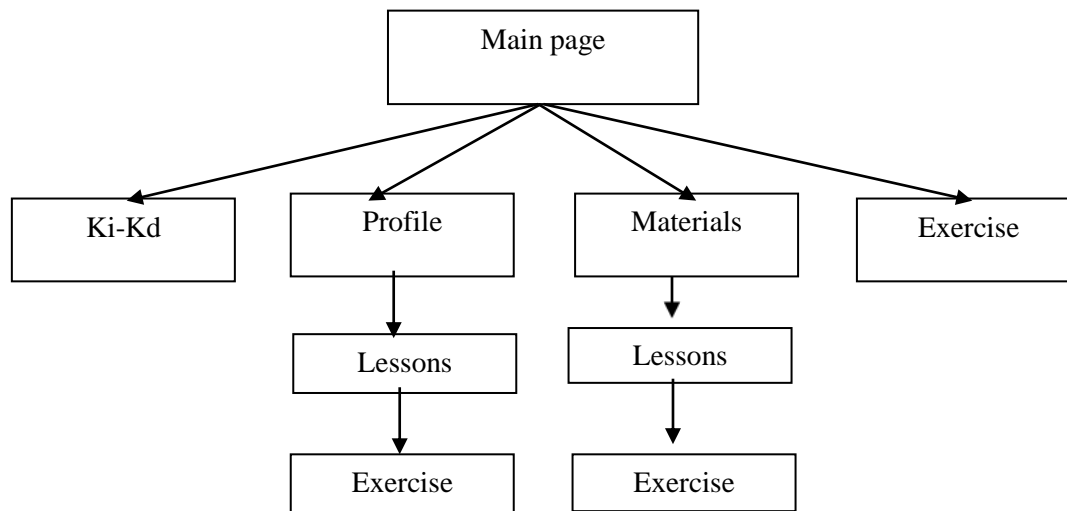 Main page
Ki-Kd
Profile
Materials
Exercise
Lessons
Lessons
Exercise
Exercise